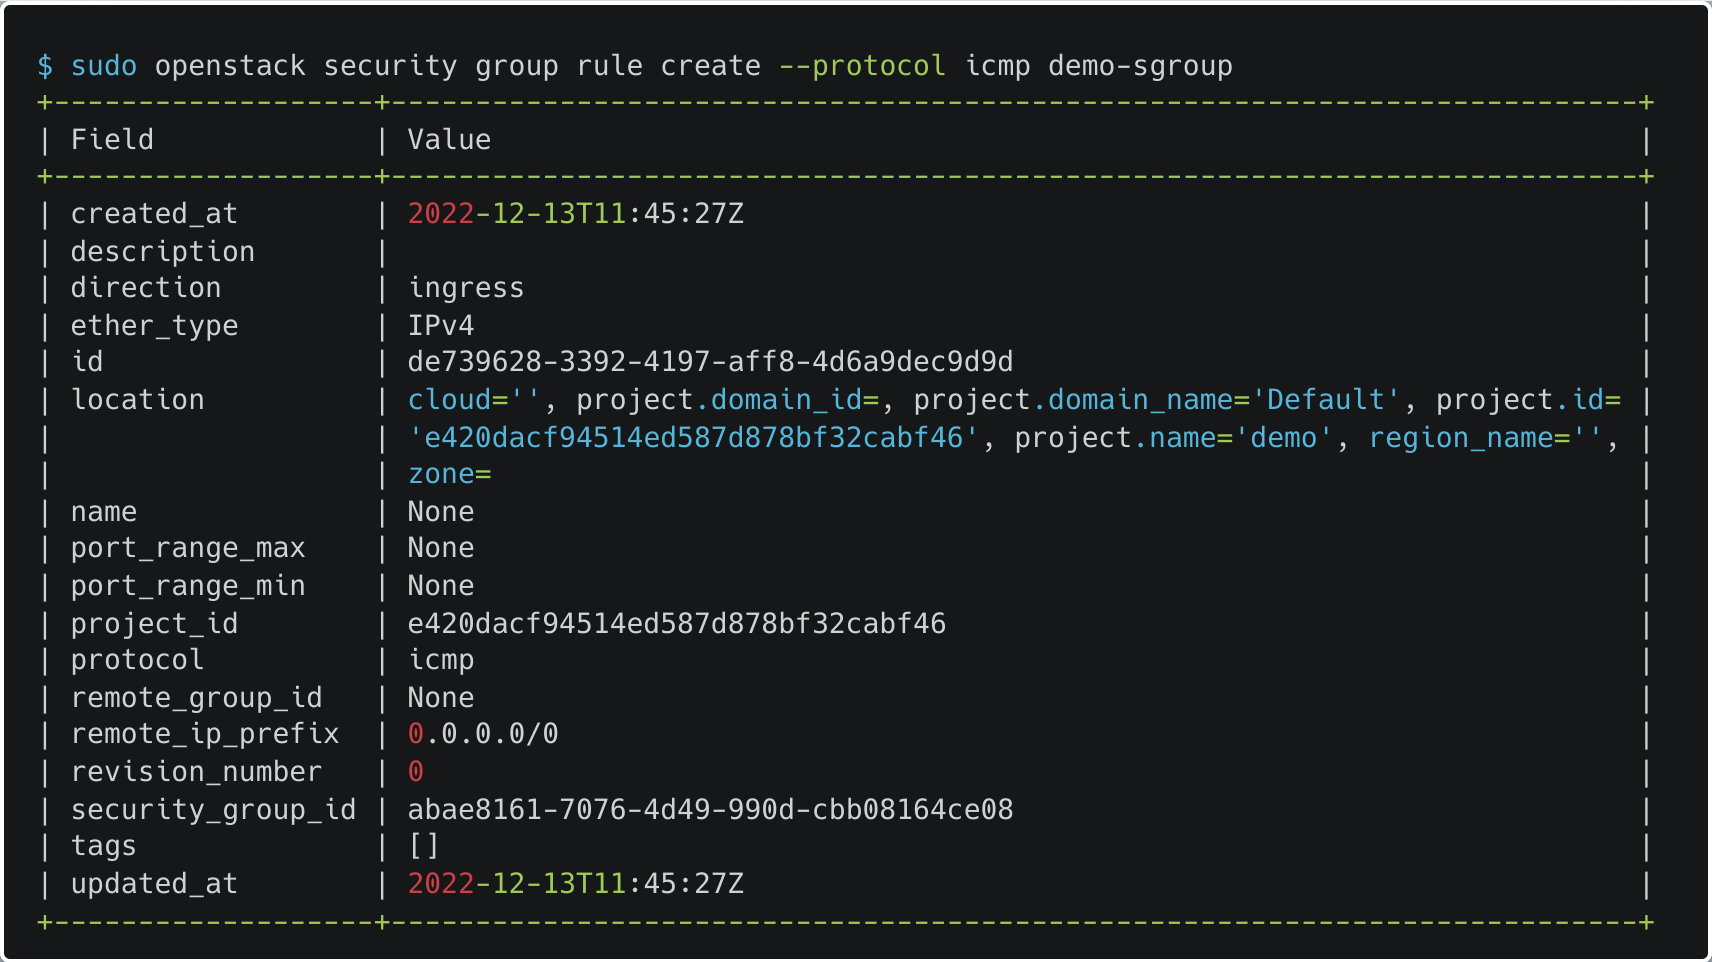 $ sudo openstack security group rule create --protocol icmp demo-sgroup
+-------------------+--------------------------------------------------------------------------+
| Field             | Value                                                                    |
+-------------------+--------------------------------------------------------------------------+
| created_at        | 2022-12-13T11:45:27Z                                                     |
| description       |                                                                          |
| direction         | ingress                                                                  |
| ether_type        | IPv4                                                                     |
| id                | de739628-3392-4197-aff8-4d6a9dec9d9d                                     |
| location          | cloud='', project.domain_id=, project.domain_name='Default', project.id= |
|                   | 'e420dacf94514ed587d878bf32cabf46', project.name='demo', region_name='', |
|                   | zone=                                                                    |
| name              | None                                                                     |
| port_range_max    | None                                                                     |
| port_range_min    | None                                                                     |
| project_id        | e420dacf94514ed587d878bf32cabf46                                         |
| protocol          | icmp                                                                     |
| remote_group_id   | None                                                                     |
| remote_ip_prefix  | 0.0.0.0/0                                                                |
| revision_number   | 0                                                                        |
| security_group_id | abae8161-7076-4d49-990d-cbb08164ce08                                     |
| tags              | []                                                                       |
| updated_at        | 2022-12-13T11:45:27Z                                                     |
+-------------------+--------------------------------------------------------------------------+